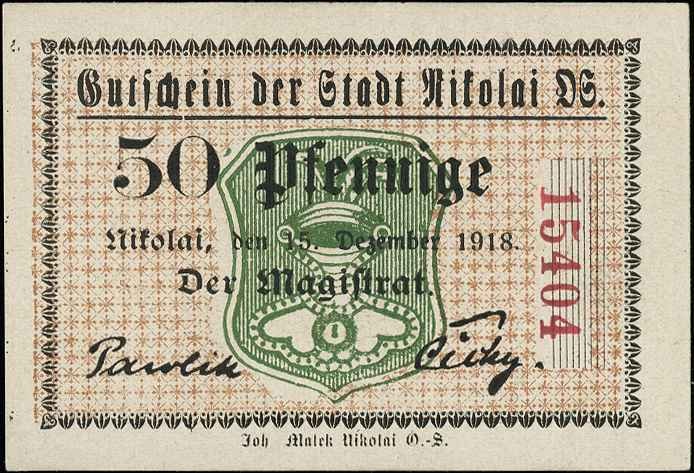 Gutschein der Stadt Nikolai OS.
50 Pfennige
15404
Nikolai, den 15. Dezember 1918.
Der Magistrat.
Pawlik
1
Joh Malek Nikolai O.-S.